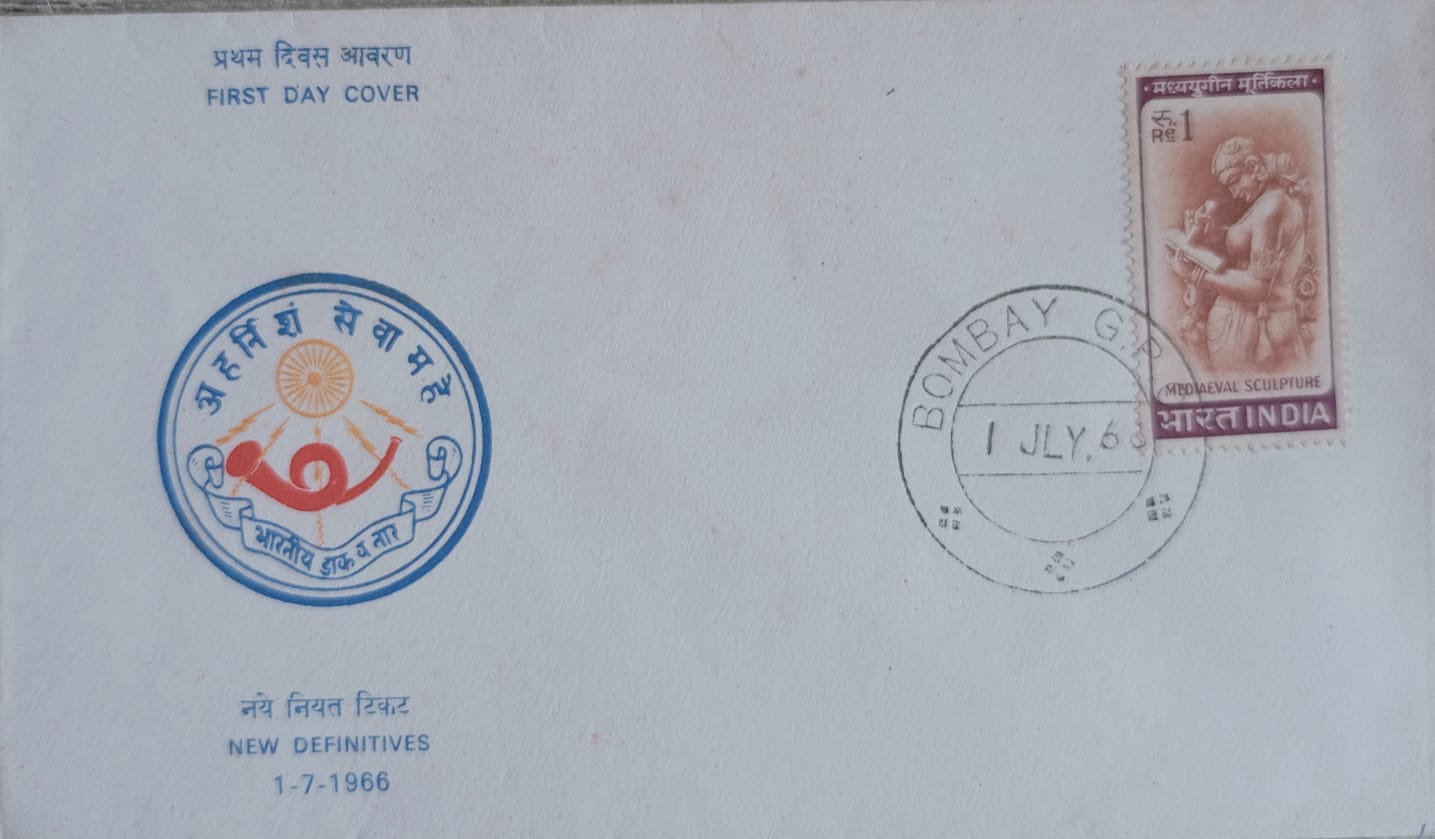 प्रथम दिवस आवरण
FIRST DAY COVER
·मध्ययुगीन मूर्तिकला·
रु. 1
Re
MEDIAEVAL SCULPTURE
भारत INDIA
BOMBAY G.P.
1 JLY. 6
अहर्निशं सेवामहे
भारतीय डाक व तार
नये नियत टिकट
NEW DEFINITIVES
1-7-1966